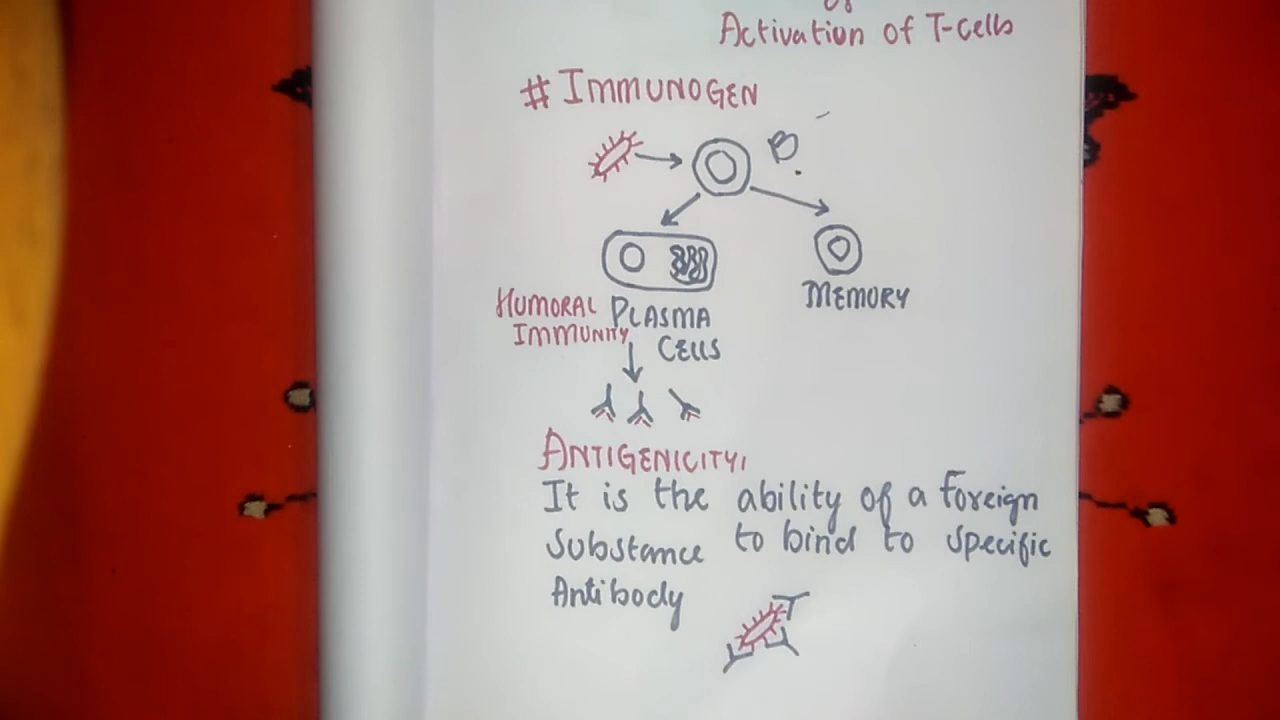 Activation of T-cells
# IMMUNOGEN
B
MEMORY
HUMORAL PLASMA
IMMUNITY CELLS
ANTIGENICITY,
It is the ability of a foreign
substance to bind to specific
Antibody